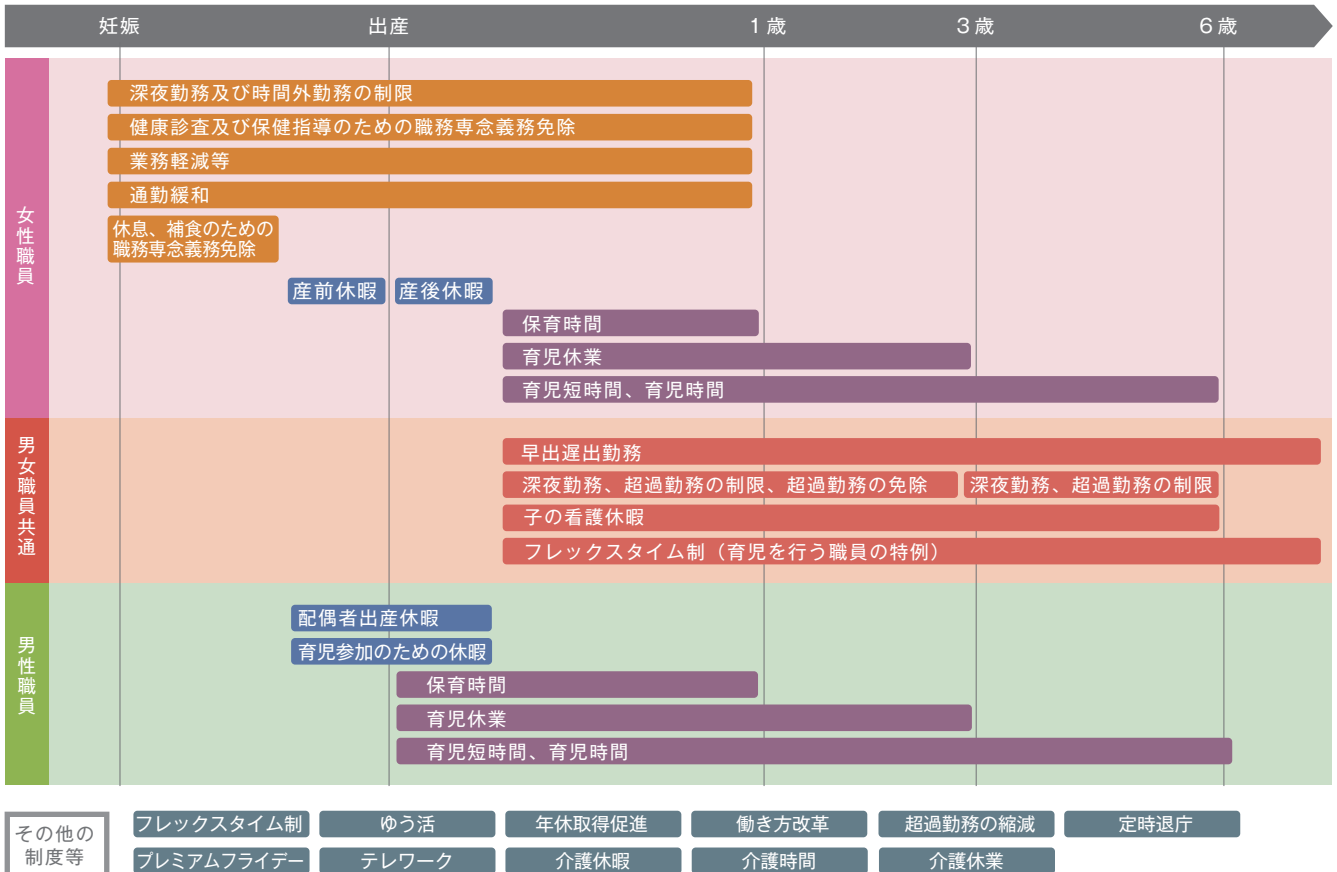 妊娠 出産 1歳 3歳 6歳
女性職員
深夜勤務及び時間外勤務の制限
健康診査及び保健指導のための職務専念義務免除
業務軽減等
通勤緩和
休息、補食のための
職務専念義務免除
産前休暇 産後休暇
保育時間
育児休業
育児短時間、育児時間
男女職員共通
早出遅出勤務
深夜勤務、超過勤務の制限、超過勤務の免除 深夜勤務、超過勤務の制限
子の看護休暇
フレックスタイム制（育児を行う職員の特例）
男性職員
配偶者出産休暇
育児参加のための休暇
保育時間
育児休業
育児短時間、育児時間
その他の
制度等
フレックスタイム制 ゆう活 年休取得促進 働き方改革 超過勤務の縮減 定時退庁
プレミアムフライデー テレワーク 介護休暇 介護時間 介護休業